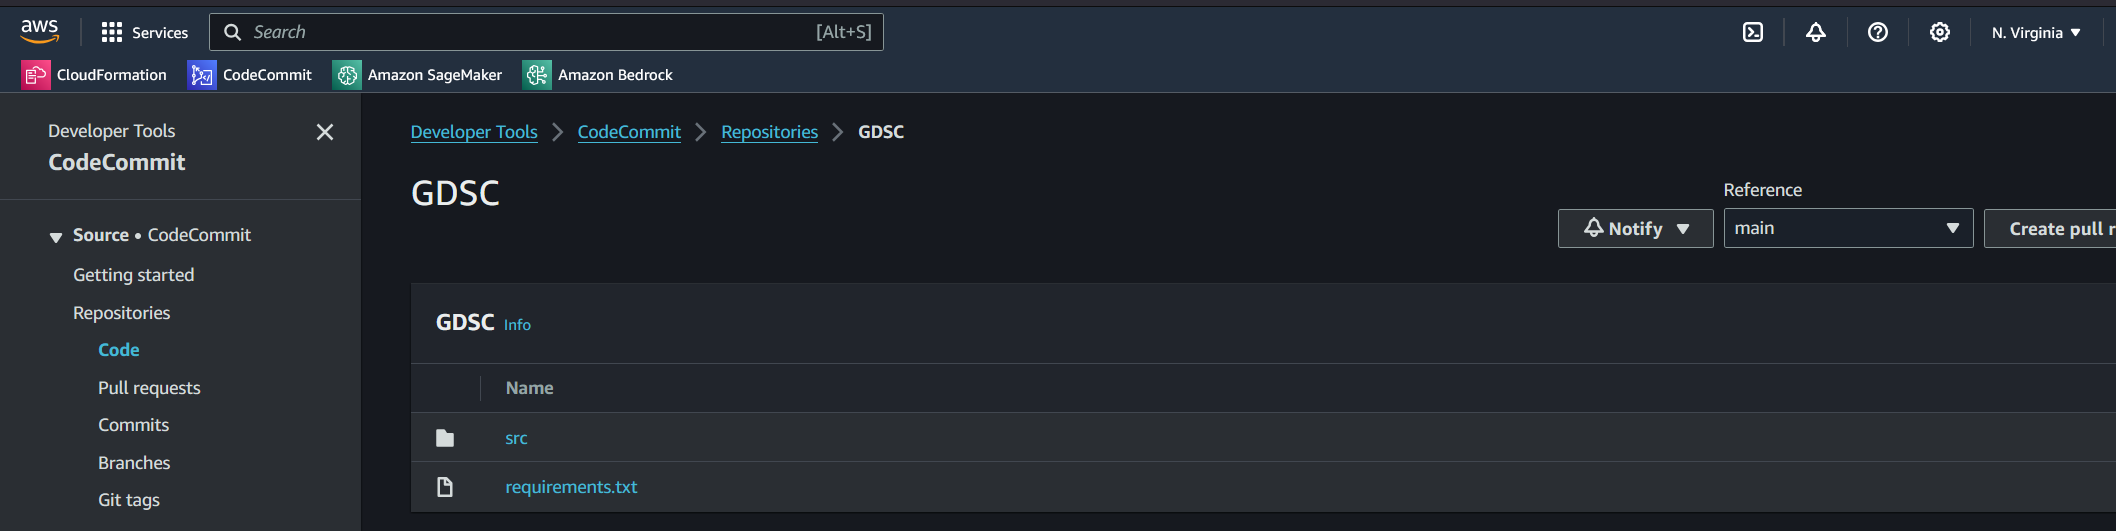 aws
Services
Search
[Alt+S]
N. Virginia
CloudFormation
CodeCommit
Amazon SageMaker
Amazon Bedrock
Developer Tools
CodeCommit
Source • CodeCommit
Getting started
Repositories
Code
Pull requests
Commits
Branches
Git tags
Developer Tools
CodeCommit
Repositories
GDSC
GDSC
Notify
Reference
main
Create pull r
GDSC Info
Name
src
requirements.txt